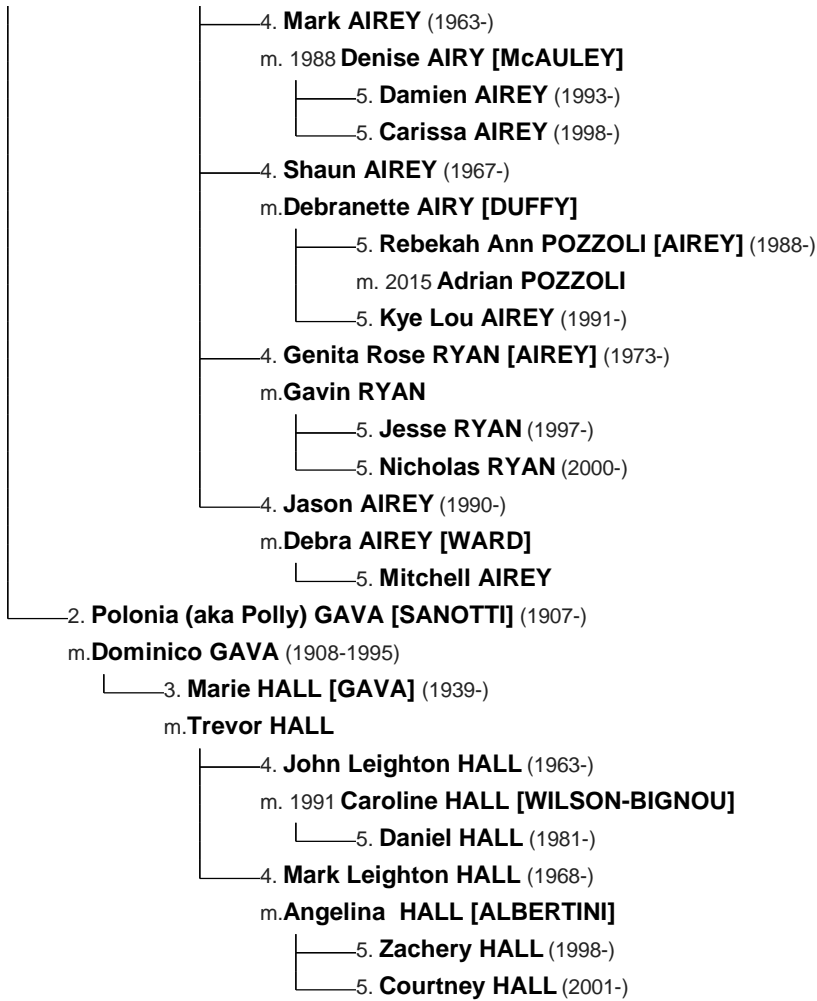 4. Mark AIREY (1963-)
m. 1988 Denise AIRY [McAULEY]
5. Damien AIREY (1993-)
5. Carissa AIREY (1998-)
4. Shaun AIREY (1967-)
m.Debranette AIRY [DUFFY]
5. Rebekah Ann POZZOLI [AIREY] (1988-)
m. 2015 Adrian POZZOLI
5. Kye Lou AIREY (1991-)
4. Genita Rose RYAN [AIREY] (1973-)
m.Gavin RYAN
5. Jesse RYAN (1997-)
5. Nicholas RYAN (2000-)
4. Jason AIREY (1990-)
m.Debra AIREY [WARD]
5. Mitchell AIREY
2. Polonia (aka Polly) GAVA [SANOTTI] (1907-)
m.Dominico GAVA (1908-1995)
3. Marie HALL [GAVA] (1939-)
m.Trevor HALL
4. John Leighton HALL (1963-)
m. 1991 Caroline HALL [WILSON-BIGNOU]
5. Daniel HALL (1981-)
4. Mark Leighton HALL (1968-)
m.Angelina HALL [ALBERTINI]
5. Zachery HALL (1998-)
5. Courtney HALL (2001-)